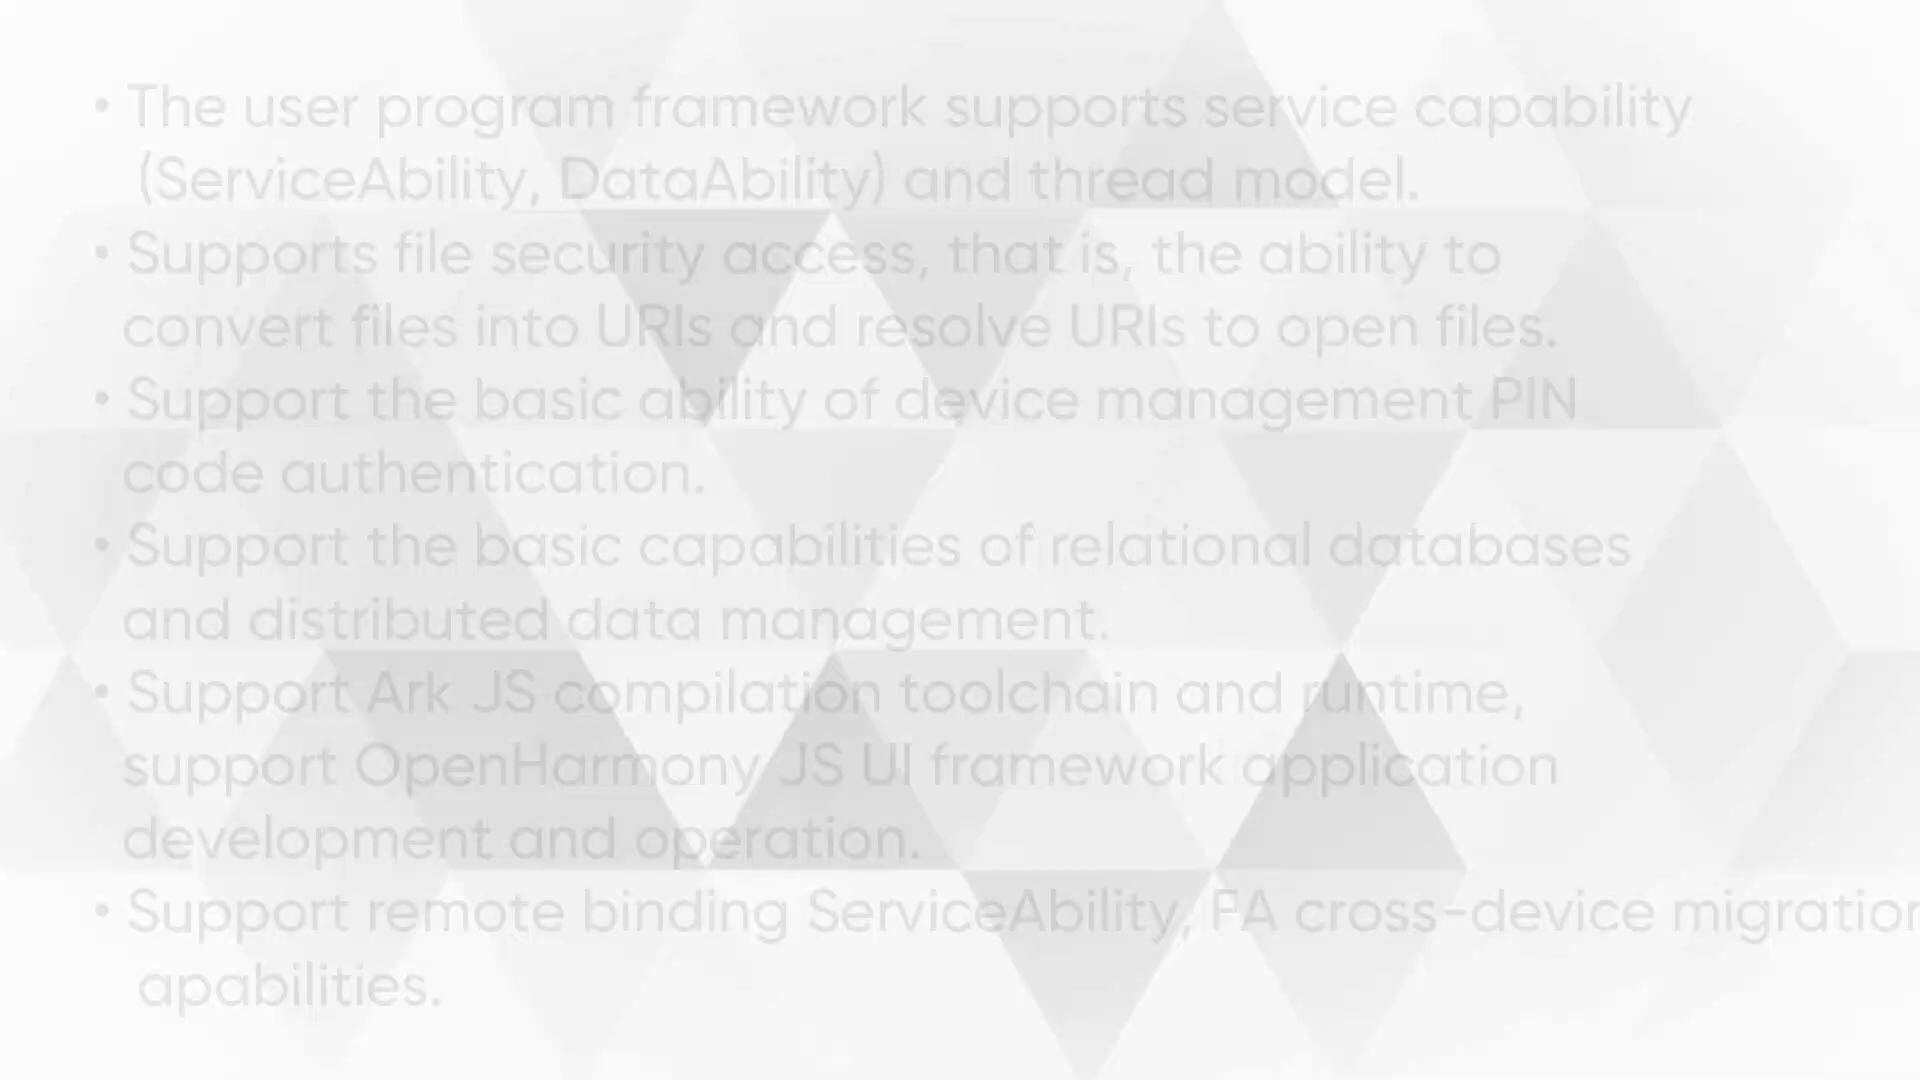 • The user program framework supports service capability
(ServiceAbility, DataAbility) and thread model.
• Supports file security access, that is, the ability to
convert files into URIs and resolve URIs to open files.
• Support the basic ability of device management PIN
code authentication.
• Support the basic capabilities of relational databases
and distributed data management.
• Support Ark JS compilation toolchain and runtime,
support OpenHarmony JS UI framework application
development and operation.
• Support remote binding ServiceAbility, FA cross-device migration
apabilities.